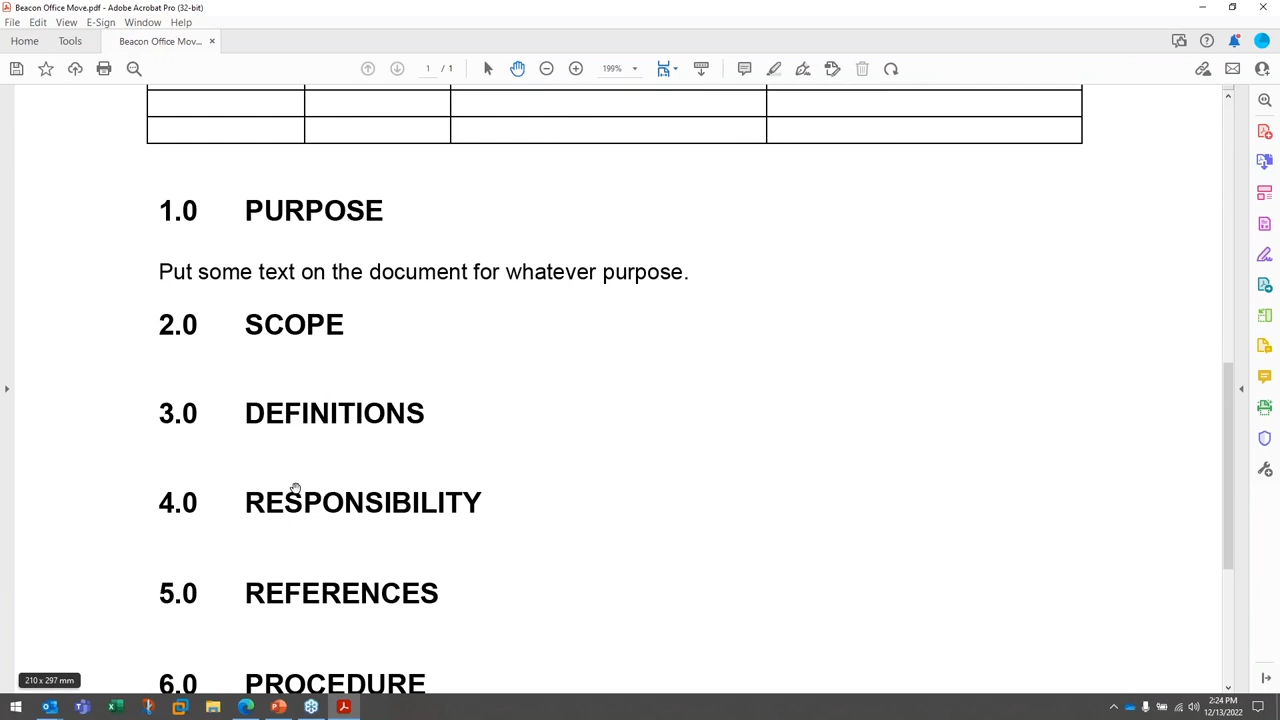 Beacon Office Move.pdf - Adobe Acrobat Pro (32-bit)
File Edit View E-Sign Window Help
Home Tools Beacon Office Mov... ×
1 / 1 199%
1.0 PURPOSE
Put some text on the document for whatever purpose.
2.0 SCOPE
3.0 DEFINITIONS
4.0 RESPONSIBILITY
5.0 REFERENCES
6.0 PROCEDURE
210 x 297 mm
2:24 PM
12/13/2022